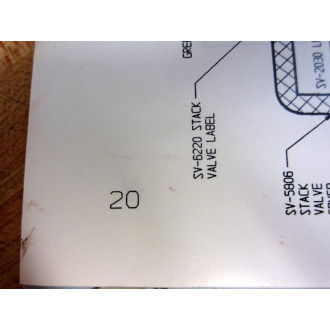 GRE
SV-6220 STACK
VALVE LABEL
SV-2030 L
SV-5806
STACK
VALVE
20